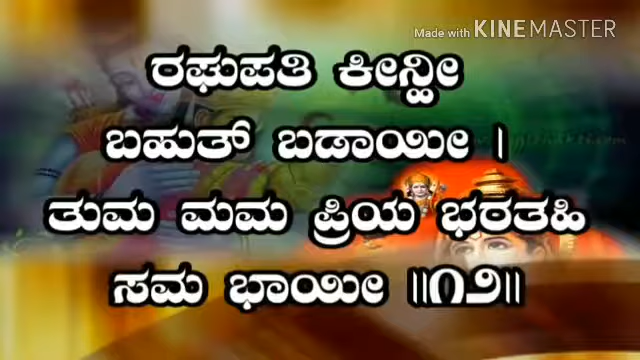 Made with KINEMASTER
ರಘುಪತಿ ಕೀನ್ಹೀ
ಬಹುತ್ ಬಡಾಯೀ ।
ತುಮ ಮಮ ಪ್ರಿಯ ಭರತಹಿ
ಸಮ ಭಾಯೀ ॥೧೨॥